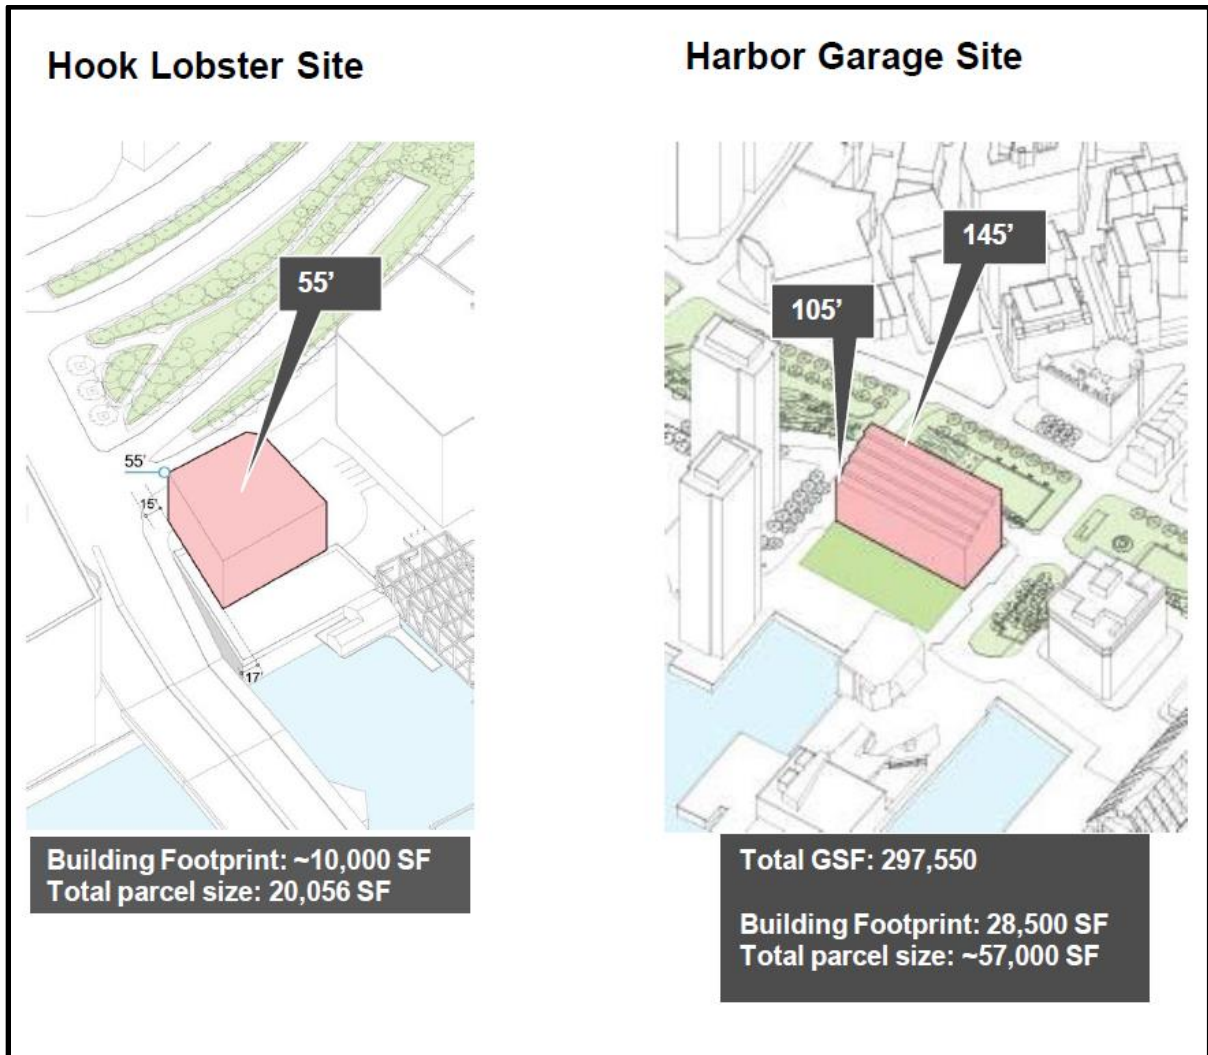 Hook Lobster Site
55’
55’
15’
17’
Building Footprint: ~10,000 SF
Total parcel size: 20,056 SF
Harbor Garage Site
145’
105’
Total GSF: 297,550
Building Footprint: 28,500 SF
Total parcel size: ~57,000 SF